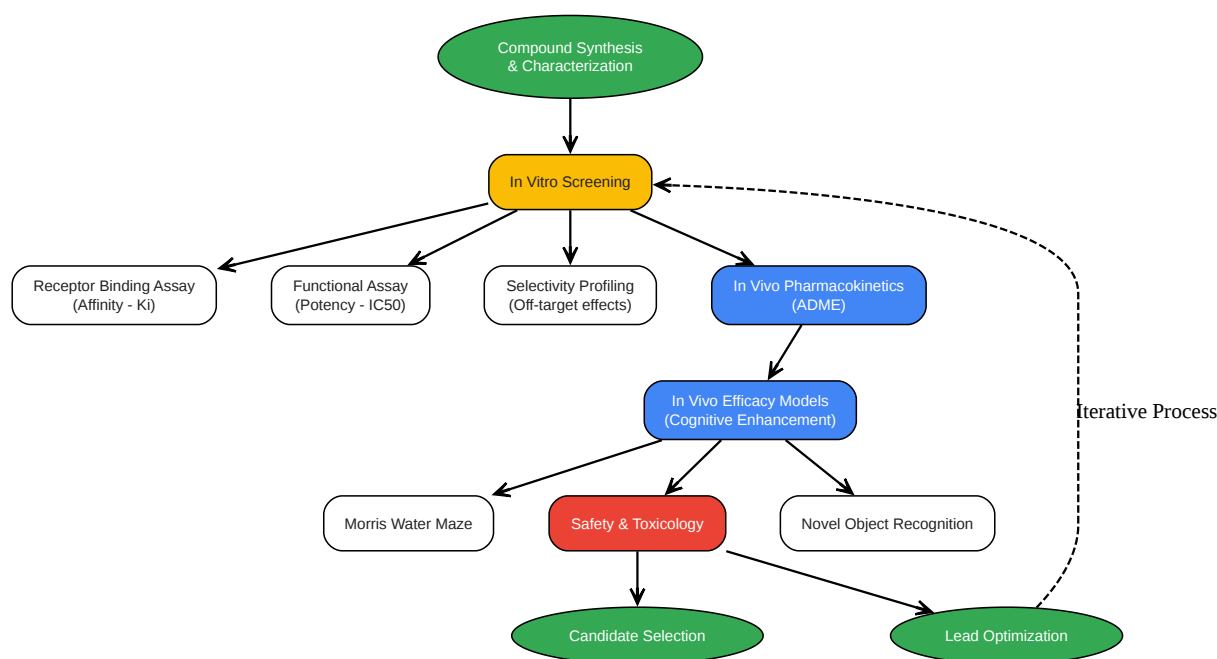 Compound Synthesis
& Characterization
In Vitro Screening
Receptor Binding Assay
(Affinity - Ki)
Functional Assay
(Potency - IC50)
Selectivity Profiling
(Off-target effects)
In Vivo Pharmacokinetics
(ADME)
In Vivo Efficacy Models
(Cognitive Enhancement)
Iterative Process
Morris Water Maze
Safety & Toxicology
Novel Object Recognition
Candidate Selection
Lead Optimization